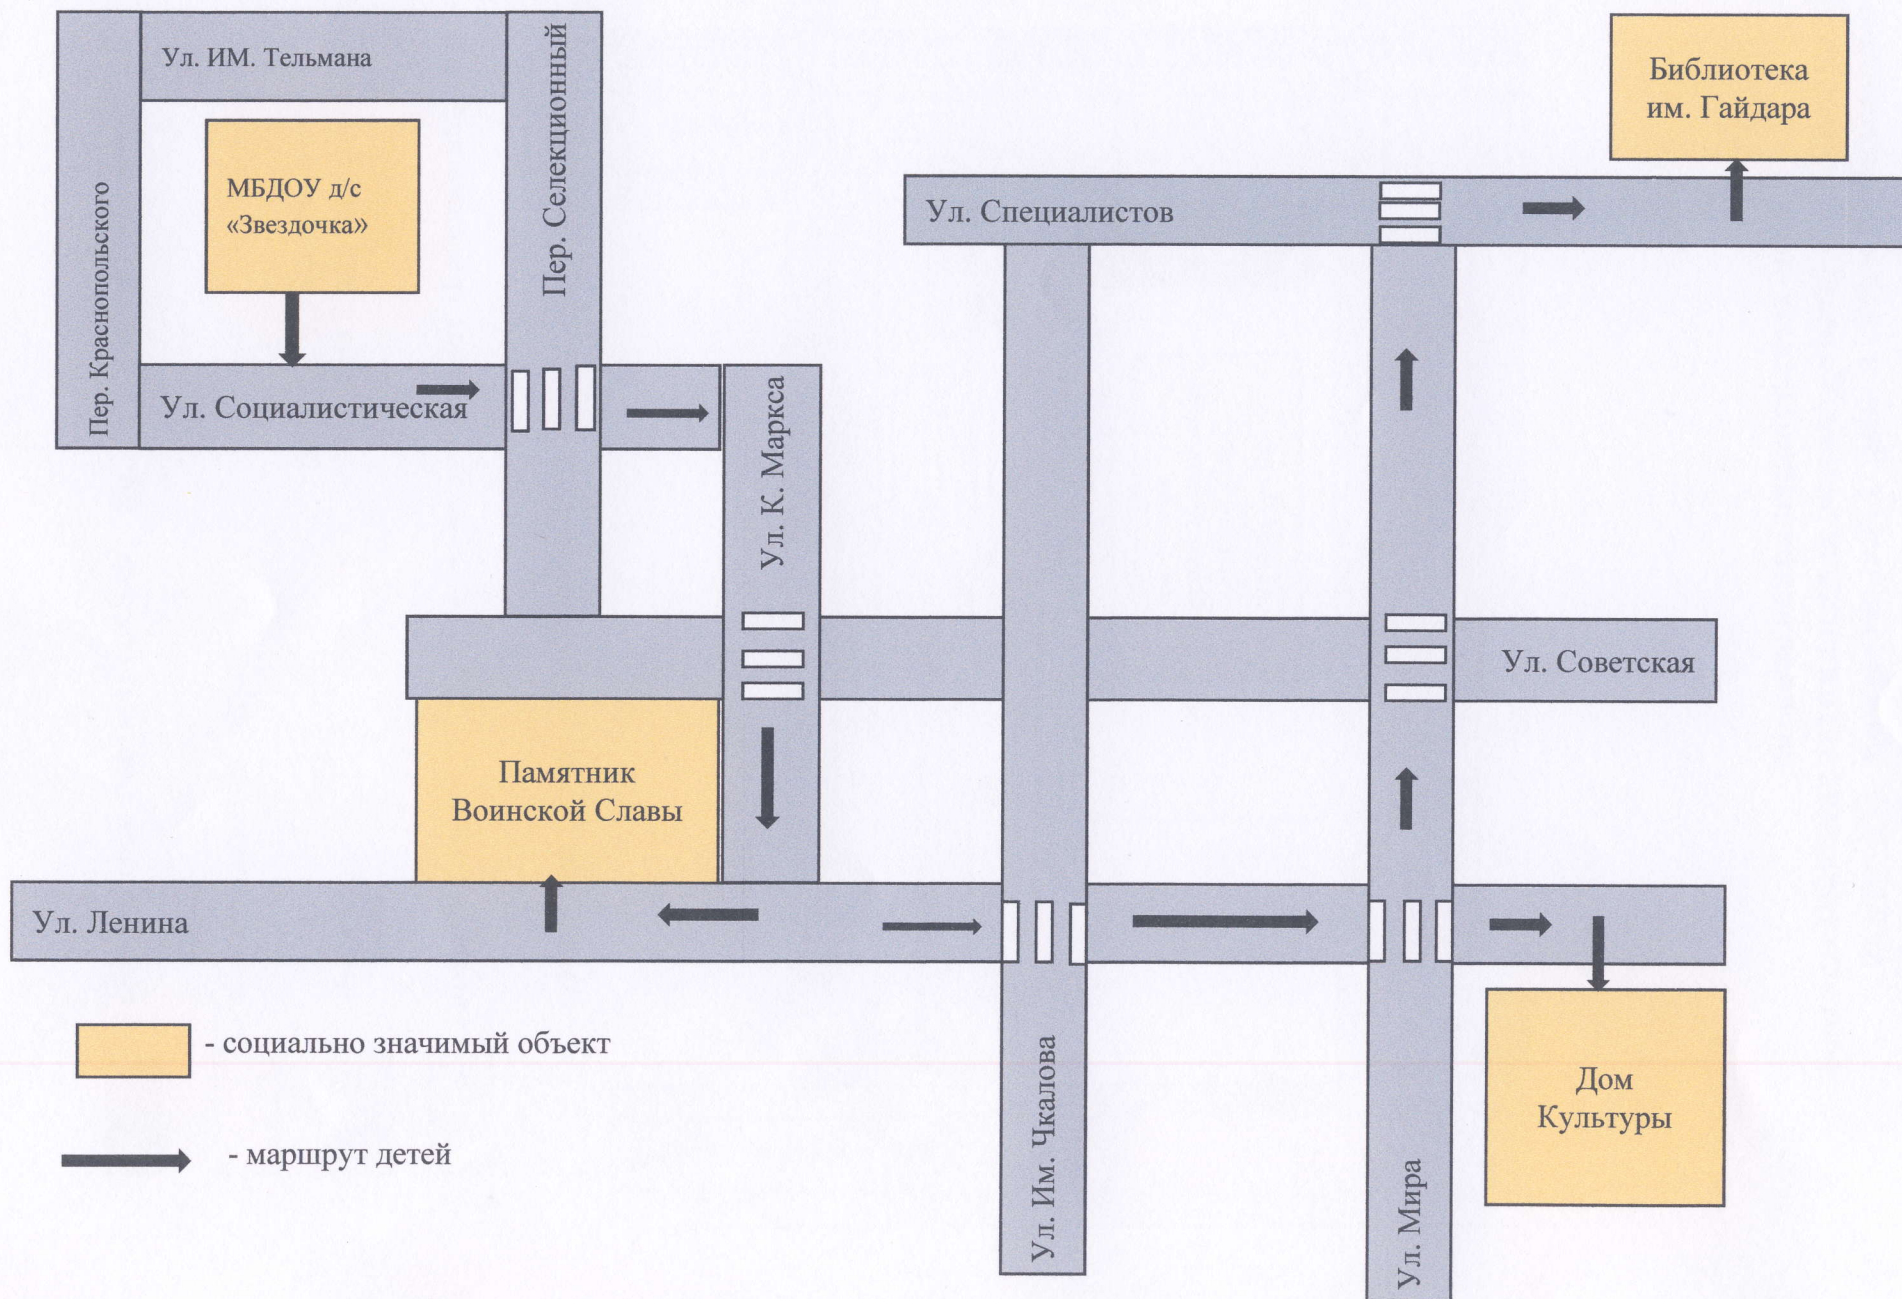 Ул. ИМ. Тельмана
Пер. Селекционный
Библиотека
им. Гайдара
МБДОУ д/с
«Звездочка»
Пер. Краснопольского
Ул. Специалистов
Ул. Социалистическая
Ул. К. Маркса
Ул. Советская
Памятник
Воинской Славы
Ул. Ленина
- социально значимый объект
- маршрут детей
Ул. Им. Чкалова
Ул. Мира
Дом
Культуры